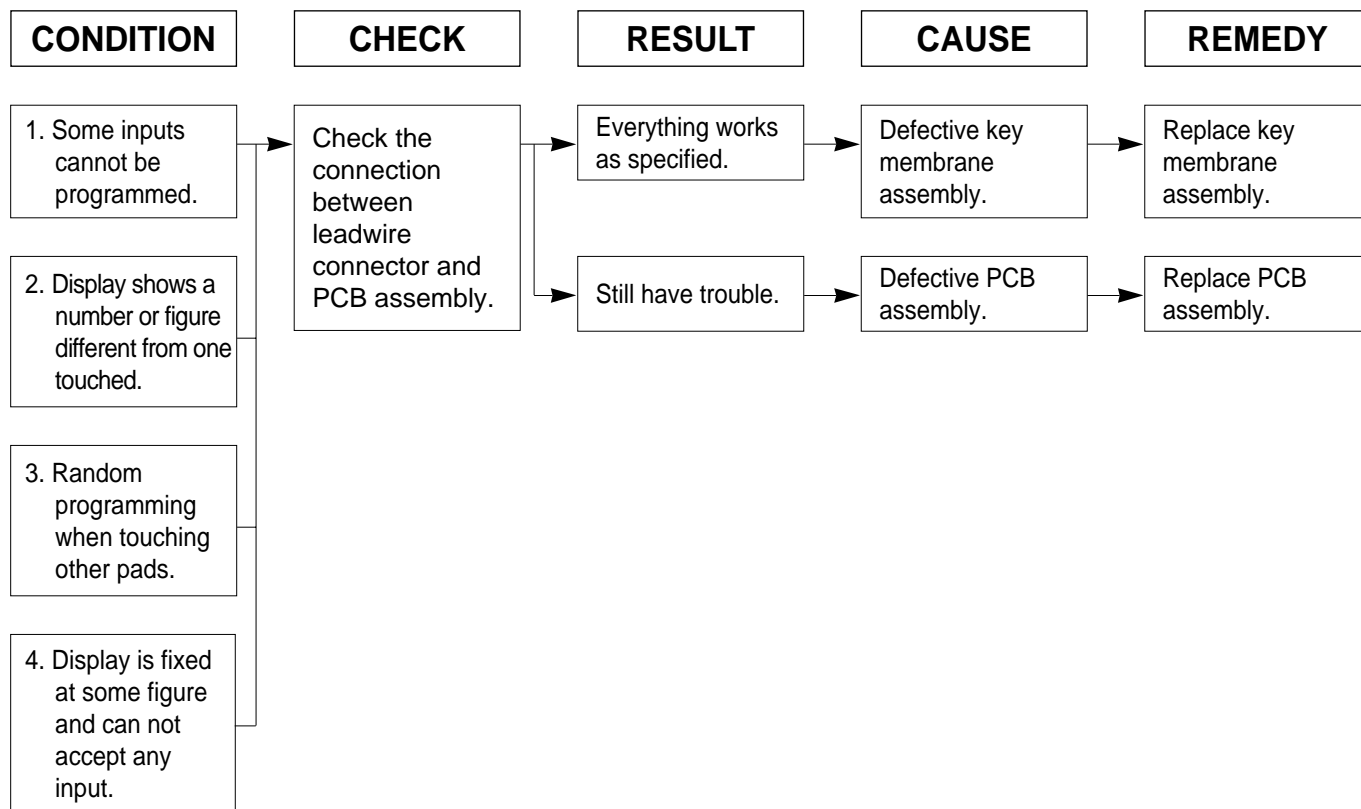 CONDITION
CHECK
RESULT
CAUSE
REMEDY
1. Some inputs
cannot be
programmed.
2. Display shows a
number or figure
different from one
touched.
3. Random
programming
when touching
other pads.
4. Display is fixed
at some figure
and can not
accept any
input.
Check the
connection
between
leadwire
connector and
PCB assembly.
Everything works
as specified.
Defective key
membrane
assembly.
Replace key
membrane
assembly.
Still have trouble.
Defective PCB
assembly.
Replace PCB
assembly.